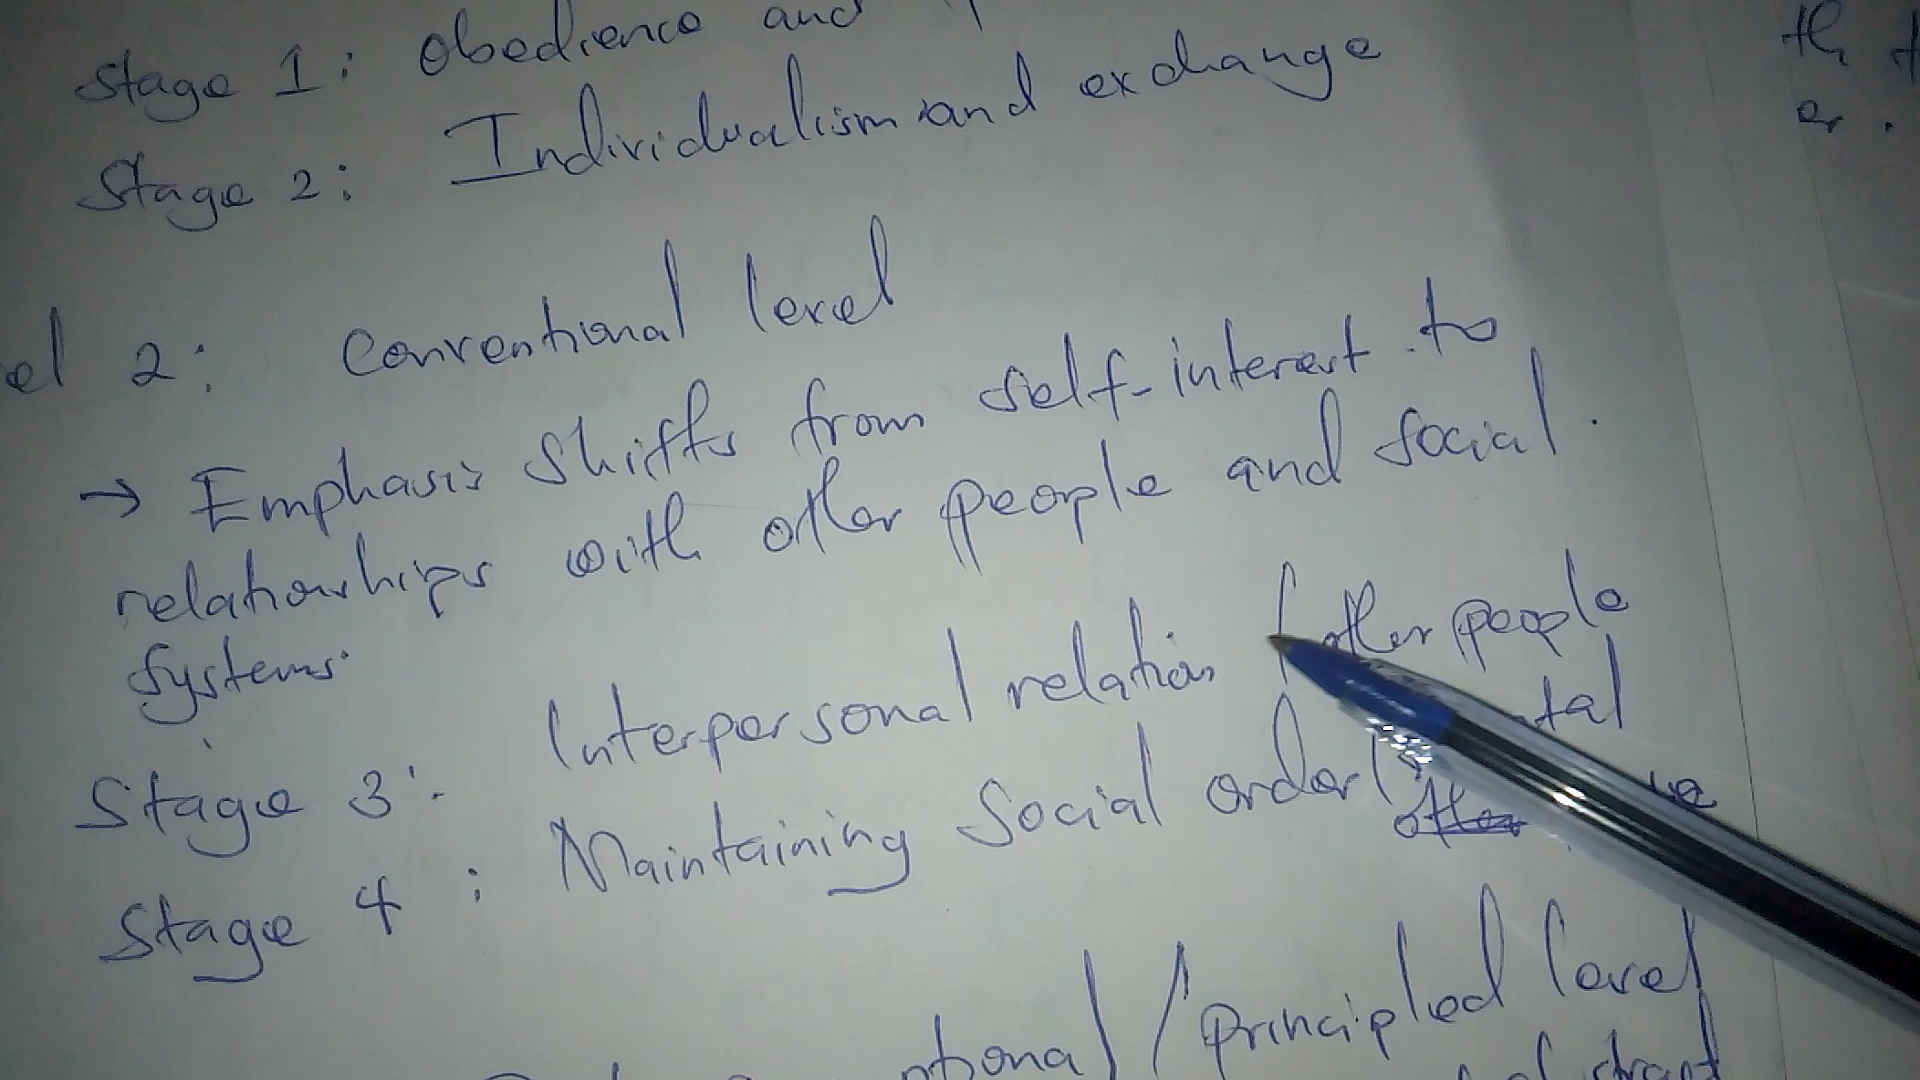 Stage 1: Obedience and
Stage 2: Individualism and exchange
el 2: Conventional level
→ Emphasis shifts from self-interest to
relationships with other people and social
systems.
Stage 3: Interpersonal relation / other people
Stage 4: Maintaining Social order
/ Principled level
th
er.